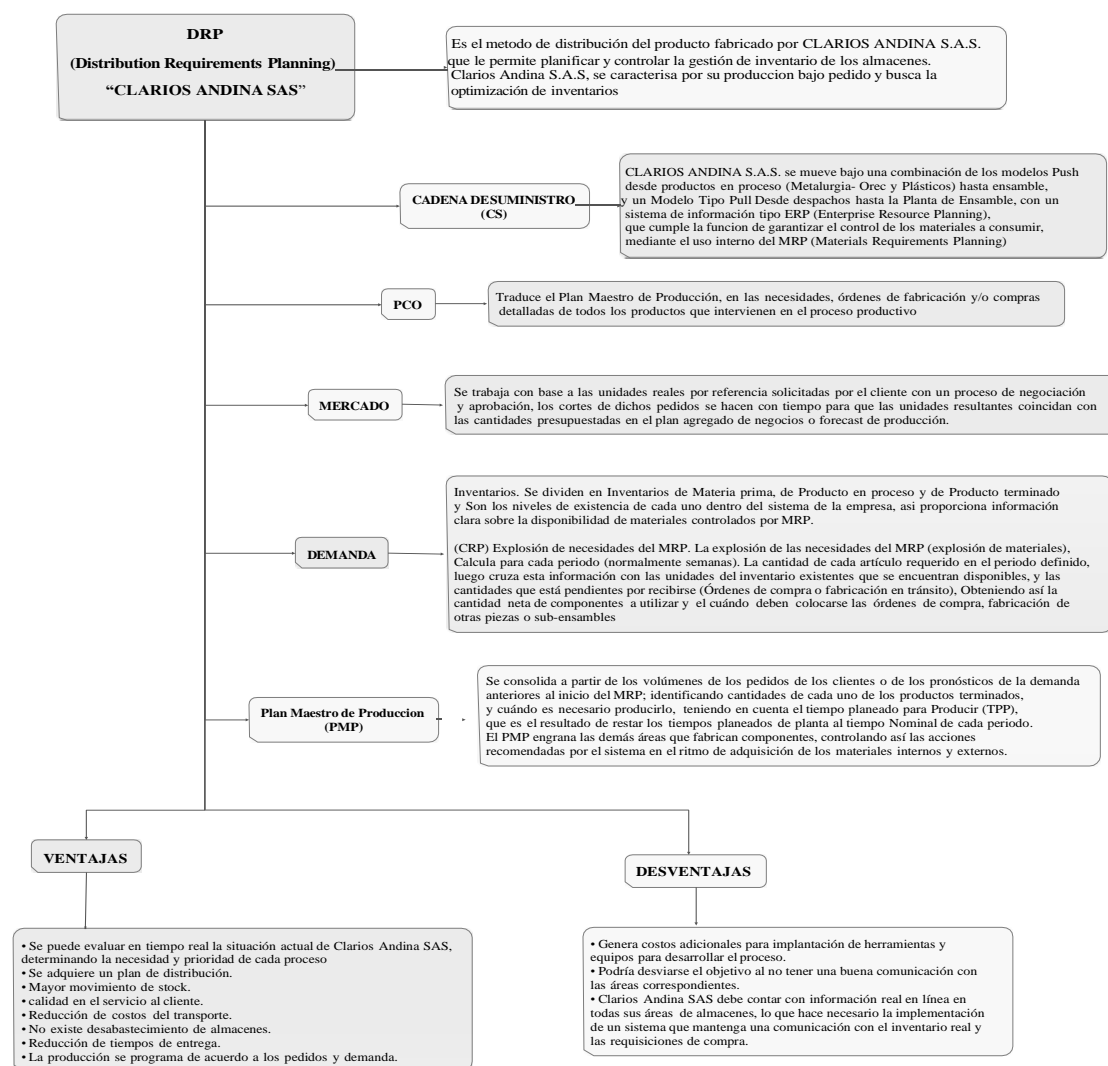 DRP
(Distribution Requirements Planning)
“CLARIOS ANDINA SAS”
Es el metodo de distribución del producto fabricado por CLARIOS ANDINA S.A.S.
que le permite planificar y controlar la gestión de inventario de los almacenes.
Clarios Andina S.A.S, se caracterisa por su produccion bajo pedido y busca la
optimización de inventarios
CADENA DESUMINISTRO
(CS)
CLARIOS ANDINA S.A.S. se mueve bajo una combinación de los modelos Push
desde productos en proceso (Metalurgia- Orec y Plásticos) hasta ensamble,
y un Modelo Tipo Pull Desde despachos hasta la Planta de Ensamble, con un
sistema de información tipo ERP (Enterprise Resource Planning),
que cumple la funcion de garantizar el control de los materiales a consumir,
mediante el uso interno del MRP (Materials Requirements Planning)
PCO
Traduce el Plan Maestro de Producción, en las necesidades, órdenes de fabricación y/o compras
detalladas de todos los productos que intervienen en el proceso productivo
MERCADO
Se trabaja con base a las unidades reales por referencia solicitadas por el cliente con un proceso de negociación
y aprobación, los cortes de dichos pedidos se hacen con tiempo para que las unidades resultantes coincidan con
las cantidades presupuestadas en el plan agregado de negocios o forecast de producción.
DEMANDA
Inventarios. Se dividen en Inventarios de Materia prima, de Producto en proceso y de Producto terminado
y Son los niveles de existencia de cada uno dentro del sistema de la empresa, asi proporciona información
clara sobre la disponibilidad de materiales controlados por MRP.
(CRP) Explosión de necesidades del MRP. La explosión de las necesidades del MRP (explosión de materiales),
Calcula para cada periodo (normalmente semanas). La cantidad de cada artículo requerido en el periodo definido,
luego cruza esta información con las unidades del inventario existentes que se encuentran disponibles, y las
cantidades que está pendientes por recibirse (Órdenes de compra o fabricación en tránsito), Obteniendo así la
cantidad neta de componentes a utilizar y el cuándo deben colocarse las órdenes de compra, fabricación de
otras piezas o sub-ensambles
Plan Maestro de Produccion
(PMP)
Se consolida a partir de los volúmenes de los pedidos de los clientes o de los pronósticos de la demanda
anteriores al inicio del MRP; identificando cantidades de cada uno de los productos terminados,
y cuándo es necesario producirlo, teniendo en cuenta el tiempo planeado para Producir (TPP),
que es el resultado de restar los tiempos planeados de planta al tiempo Nominal de cada periodo.
El PMP engrana las demás áreas que fabrican componentes, controlando así las acciones
recomendadas por el sistema en el ritmo de adquisición de los materiales internos y externos.
VENTAJAS
• Se puede evaluar en tiempo real la situación actual de Clarios Andina SAS,
determinando la necesidad y prioridad de cada proceso
• Se adquiere un plan de distribución.
• Mayor movimiento de stock.
• calidad en el servicio al cliente.
• Reducción de costos del transporte.
• No existe desabastecimiento de almacenes.
• Reducción de tiempos de entrega.
• La producción se programa de acuerdo a los pedidos y demanda.
DESVENTAJAS
• Genera costos adicionales para implantación de herramientas y
equipos para desarrollar el proceso.
• Podría desviarse el objetivo al no tener una buena comunicación con
las áreas correspondientes.
• Clarios Andina SAS debe contar con información real en línea en
todas sus áreas de almacenes, lo que hace necesario la implementación
de un sistema que mantenga una comunicación con el inventario real y
las requisiciones de compra.